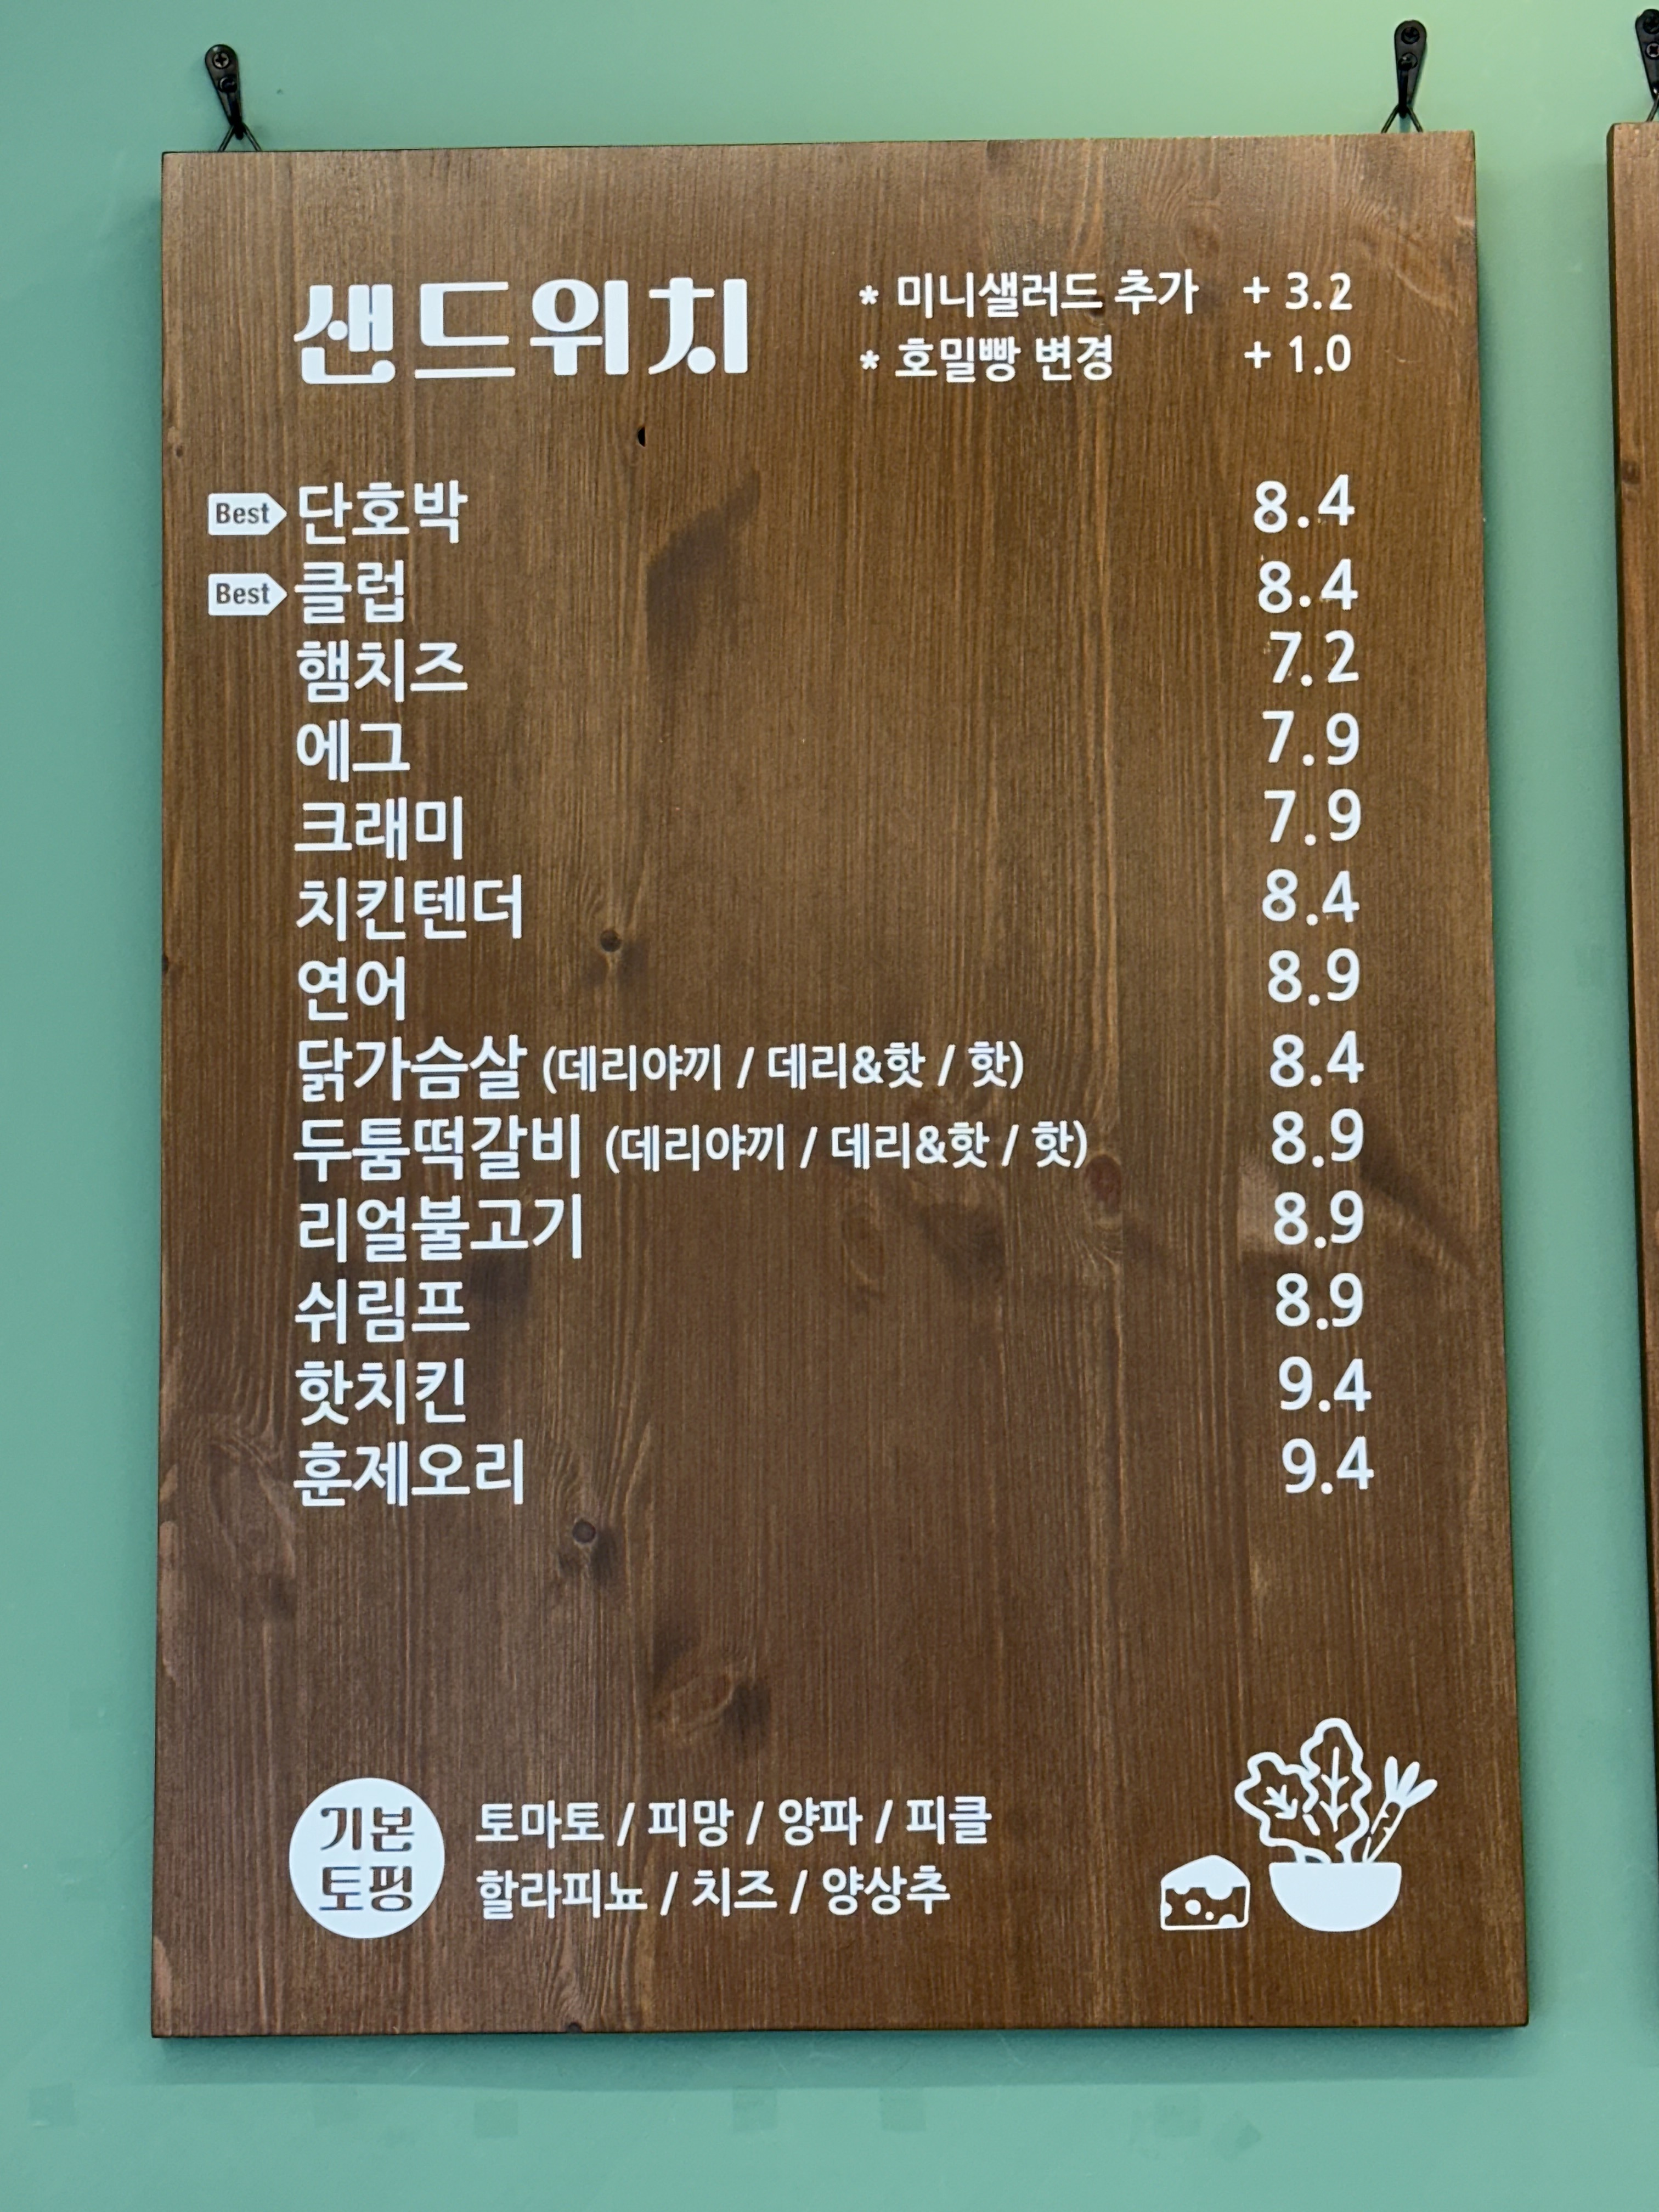 샌드위치
* 미니샐러드 추가 + 3.2
* 호밀빵 변경 + 1.0
Best 단호박 8.4
Best 클럽 8.4
햄치즈 7.2
에그 7.9
크래미 7.9
치킨텐더 8.4
연어 8.9
닭가슴살 (데리야끼 / 데리&핫 / 핫) 8.4
두툼떡갈비 (데리야끼 / 데리&핫 / 핫) 8.9
리얼불고기 8.9
쉬림프 8.9
핫치킨 9.4
훈제오리 9.4
기본
토핑
토마토 / 피망 / 양파 / 피클
할라피뇨 / 치즈 / 양상추